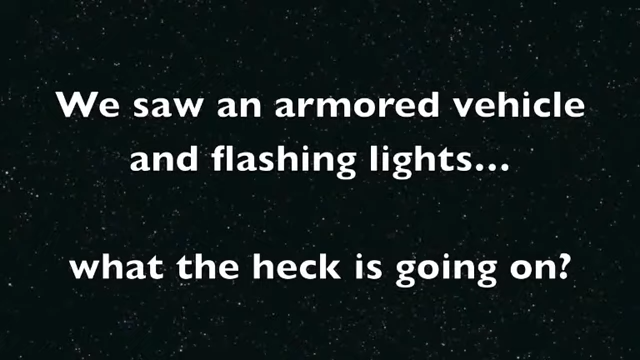 We saw an armored vehicle
and flashing lights...
what the heck is going on?